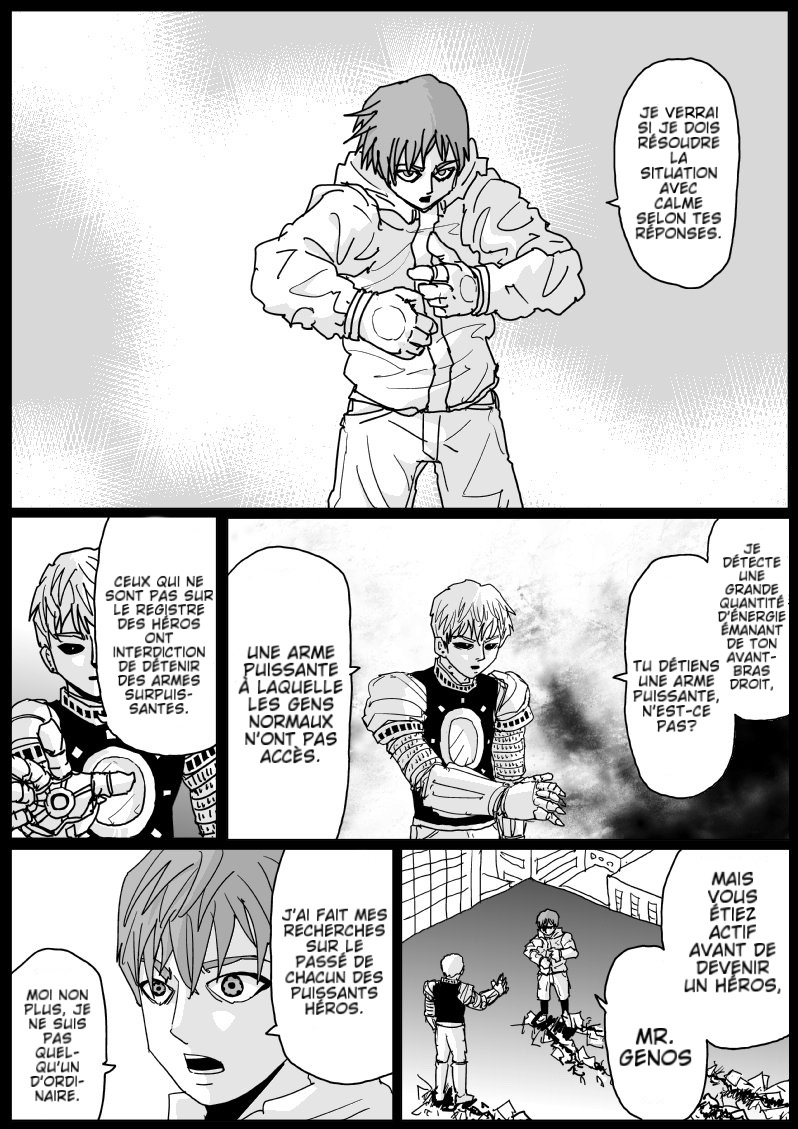 JE VERRAI
SI JE DOIS
RÉSOUDRE
LA
SITUATION
AVEC
CALME
SELON TES
RÉPONSES.
JE
DÉTECTE
UNE
GRANDE
QUANTITÉ
D'ÉNERGIE
ÉMANANT
DE TON
AVANT-
BRAS
DROIT,
TU DÉTIENS
UNE ARME
PUISSANTE,
N'EST-CE
PAS?
UNE ARME
PUISSANTE
À LAQUELLE
LES GENS
NORMAUX
N'ONT PAS
ACCÈS.
CEUX QUI NE
SONT PAS SUR
LE REGISTRE
DES HÉROS
ONT
INTERDICTION
DE DÉTENIR
DES ARMES
SURPUIS-
SANTES.
MAIS
VOUS
ÉTIEZ
ACTIF
AVANT DE
DEVENIR
UN HÉROS,
MR.
GENOS
J'AI FAIT MES
RECHERCHES
SUR LE
PASSÉ DE
CHACUN DES
PUISSANTS
HÉROS.
MOI NON
PLUS, JE
NE SUIS
PAS
QUEL-
QU'UN
D'ORDI-
NAIRE.